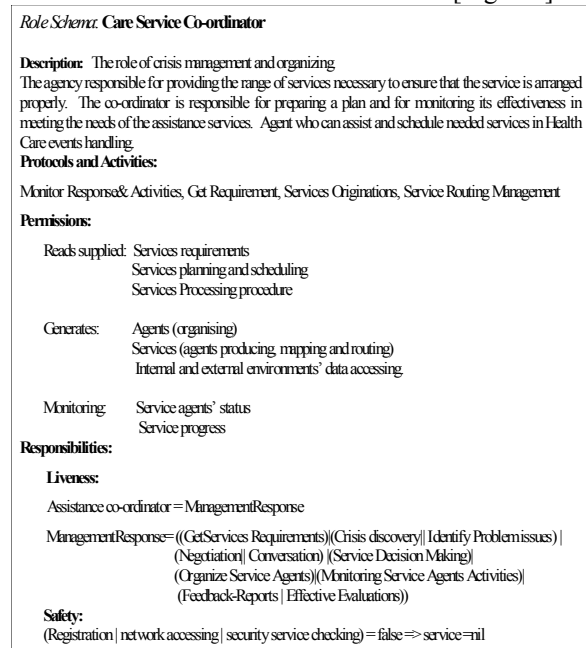 Role Schema: Care Service Co-ordinator
Description: The role of crisis management and organizing
The agency responsible for providing the range of services necessary to ensure that the service is arranged
properly. The co-ordinator is responsible for preparing a plan and for monitoring its effectiveness in
meeting the needs of the assistance services. Agent who can assist and schedule needed services in Health
Care events handling.
Protocols and Activities:
Monitor Response& Activities, Get Requirement, Services Originations, Service Routing Management
Permissions:
Reads supplied: Services requirements
Services planning and scheduling
Services Processing procedure
Generates: Agents (organising)
Services (agents producing, mapping and routing)
Internal and external environments' data accessing.
Monitoring: Service agents' status
Service progress
Responsibilities:
Liveness:
Assistance co-ordinator = ManagementResponse
ManagementResponse= ((GetServices Requirements)|(Crisis discovery|| Identify Problem issues) |
(Negotiation|| Conversation) |(Service Decision Making)|
(Organize Service Agents)|(Monitoring Service Agents Activities)|
(Feedback-Reports | Effective Evaluations))
Safety:
(Registration | network accessing | security service checking) = false => service =nil